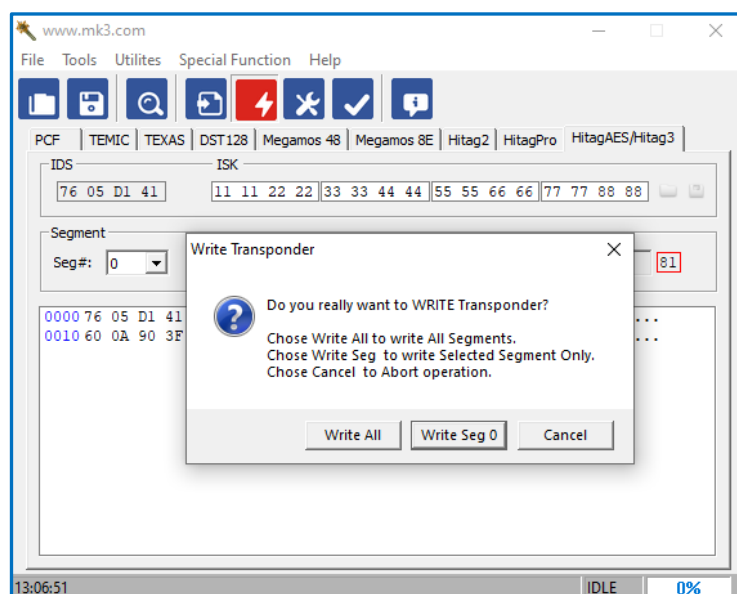 www.mk3.com
File Tools Utilites Special Function Help
PCF TEMIC TEXAS DST128 Megamos 48 Megamos 8E Hitag2 HitagPro HitagAES/Hitag3
IDS ISK
76 05 D1 41 11 11 22 22 33 33 44 44 55 55 66 66 77 77 88 88
Segment
Seg#: 0 81
Write Transponder
Do you really want to WRITE Transponder?
Chose Write All to write All Segments.
Chose Write Seg to write Selected Segment Only.
Chose Cancel to Abort operation.
Write All Write Seg 0 Cancel
0000 76 05 D1 41 ...
0010 60 0A 90 3F ...
13:06:51 IDLE 0%